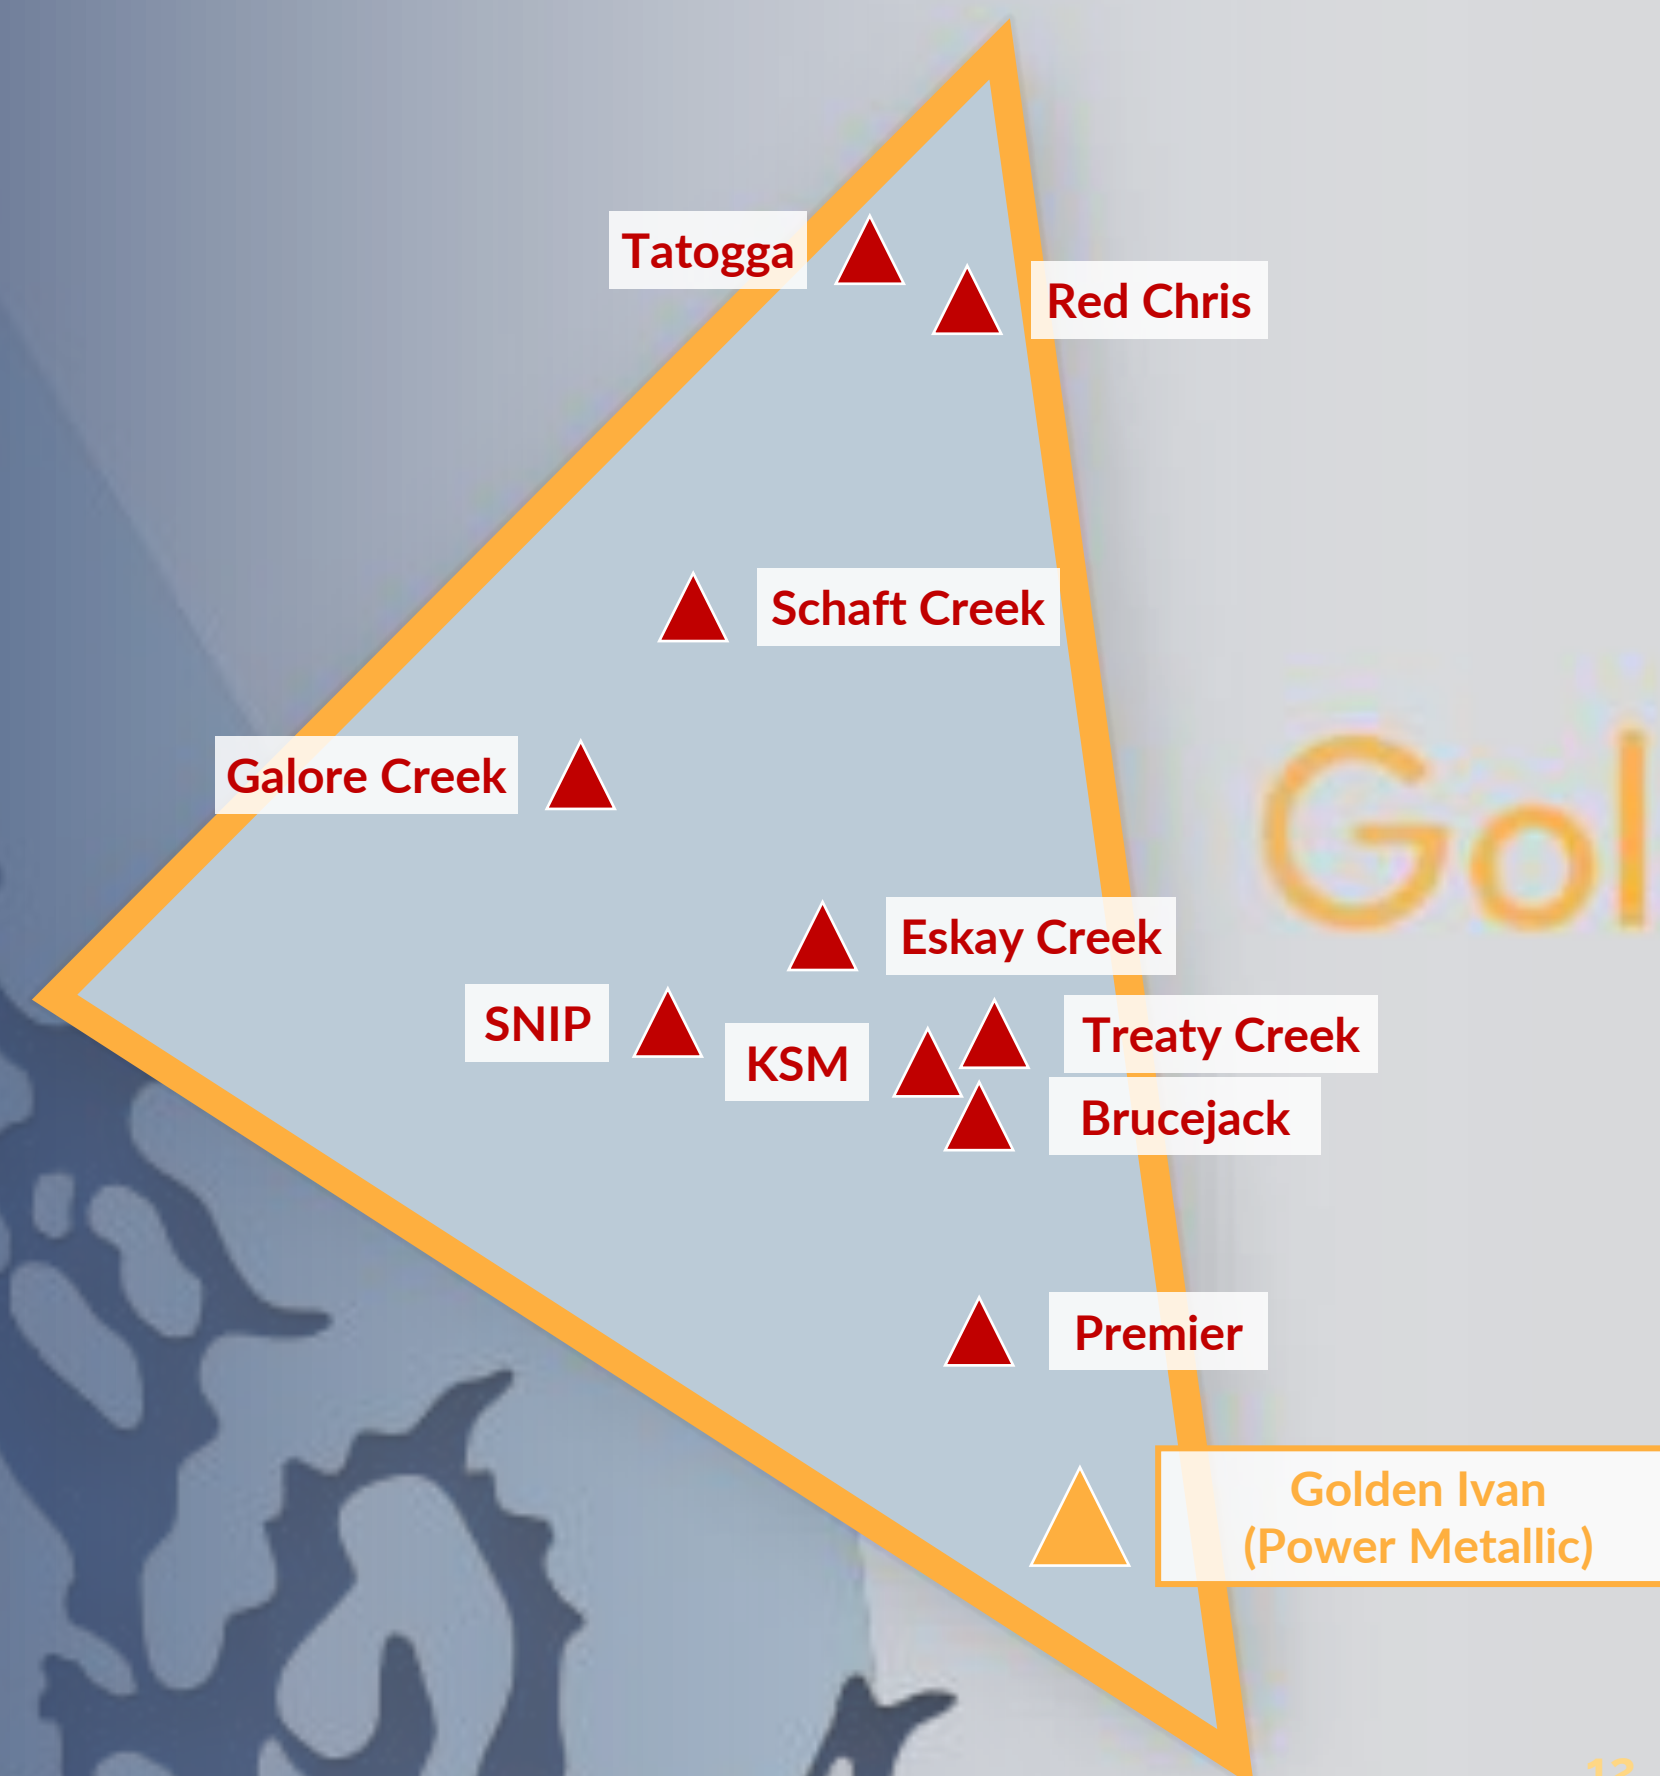 Tatogga
Red Chris
Schaft Creek
Galore Creek
Gol
Eskay Creek
SNIP
Treaty Creek
KSM
Brucejack
Premier
Golden Ivan
(Power Metallic)